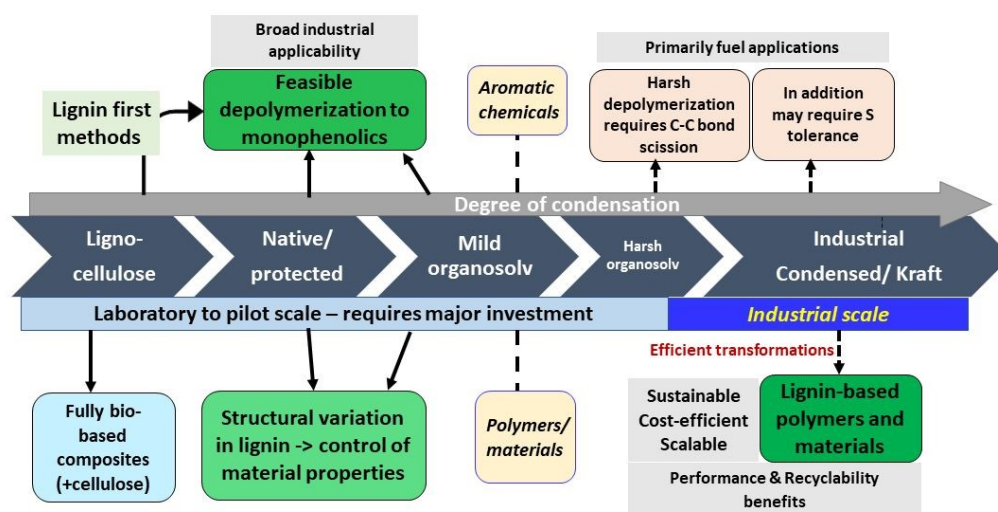 Broad industrial
applicability
Primarily fuel applications
Lignin first
methods
Feasible
depolymerization to
monophenolics
Aromatic
chemicals
Harsh
depolymerization
requires C-C bond
scission
In addition
may require S
tolerance
Degree of condensation
Ligno-
cellulose
Native/
protected
Mild
organosolv
Harsh
organosolv
Industrial
Condensed/ Kraft
Laboratory to pilot scale – requires major investment
Industrial scale
Efficient transformations
Fully bio-
based
composites
(+cellulose)
Structural variation
in lignin -> control of
material properties
Polymers/
materials
Sustainable
Cost-efficient
Scalable
Lignin-based
polymers and
materials
Performance & Recyclability
benefits